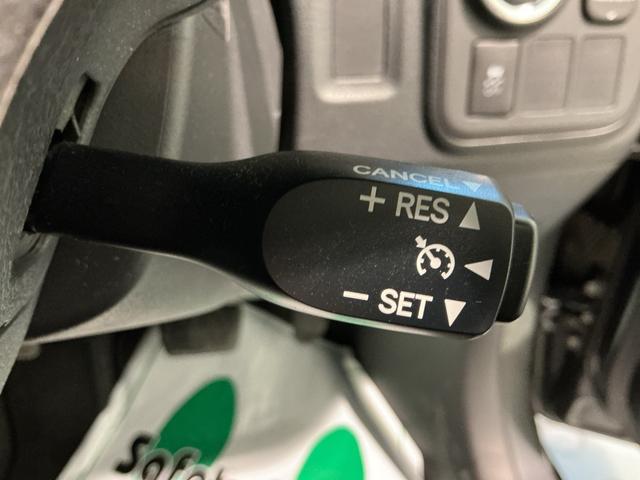 CANCEL ▼
+ RES ▲
◀
− SET ▼